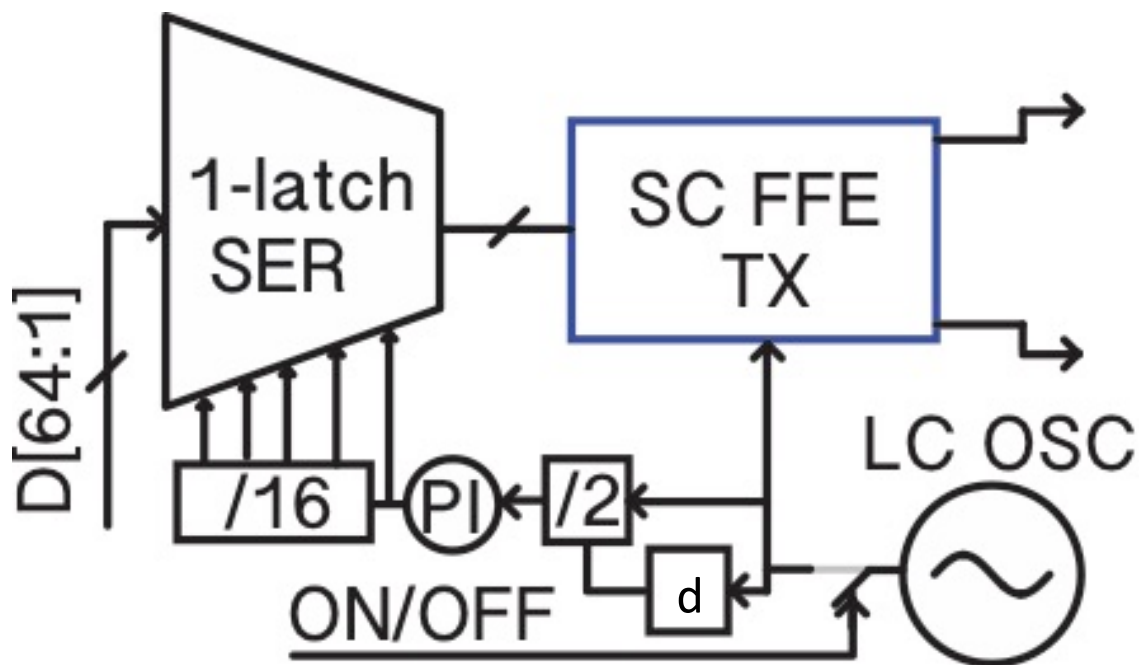 1-latch
SER
SC FFE
TX
D[64:1]
LC OSC
/16
PI
/2
d
ON/OFF